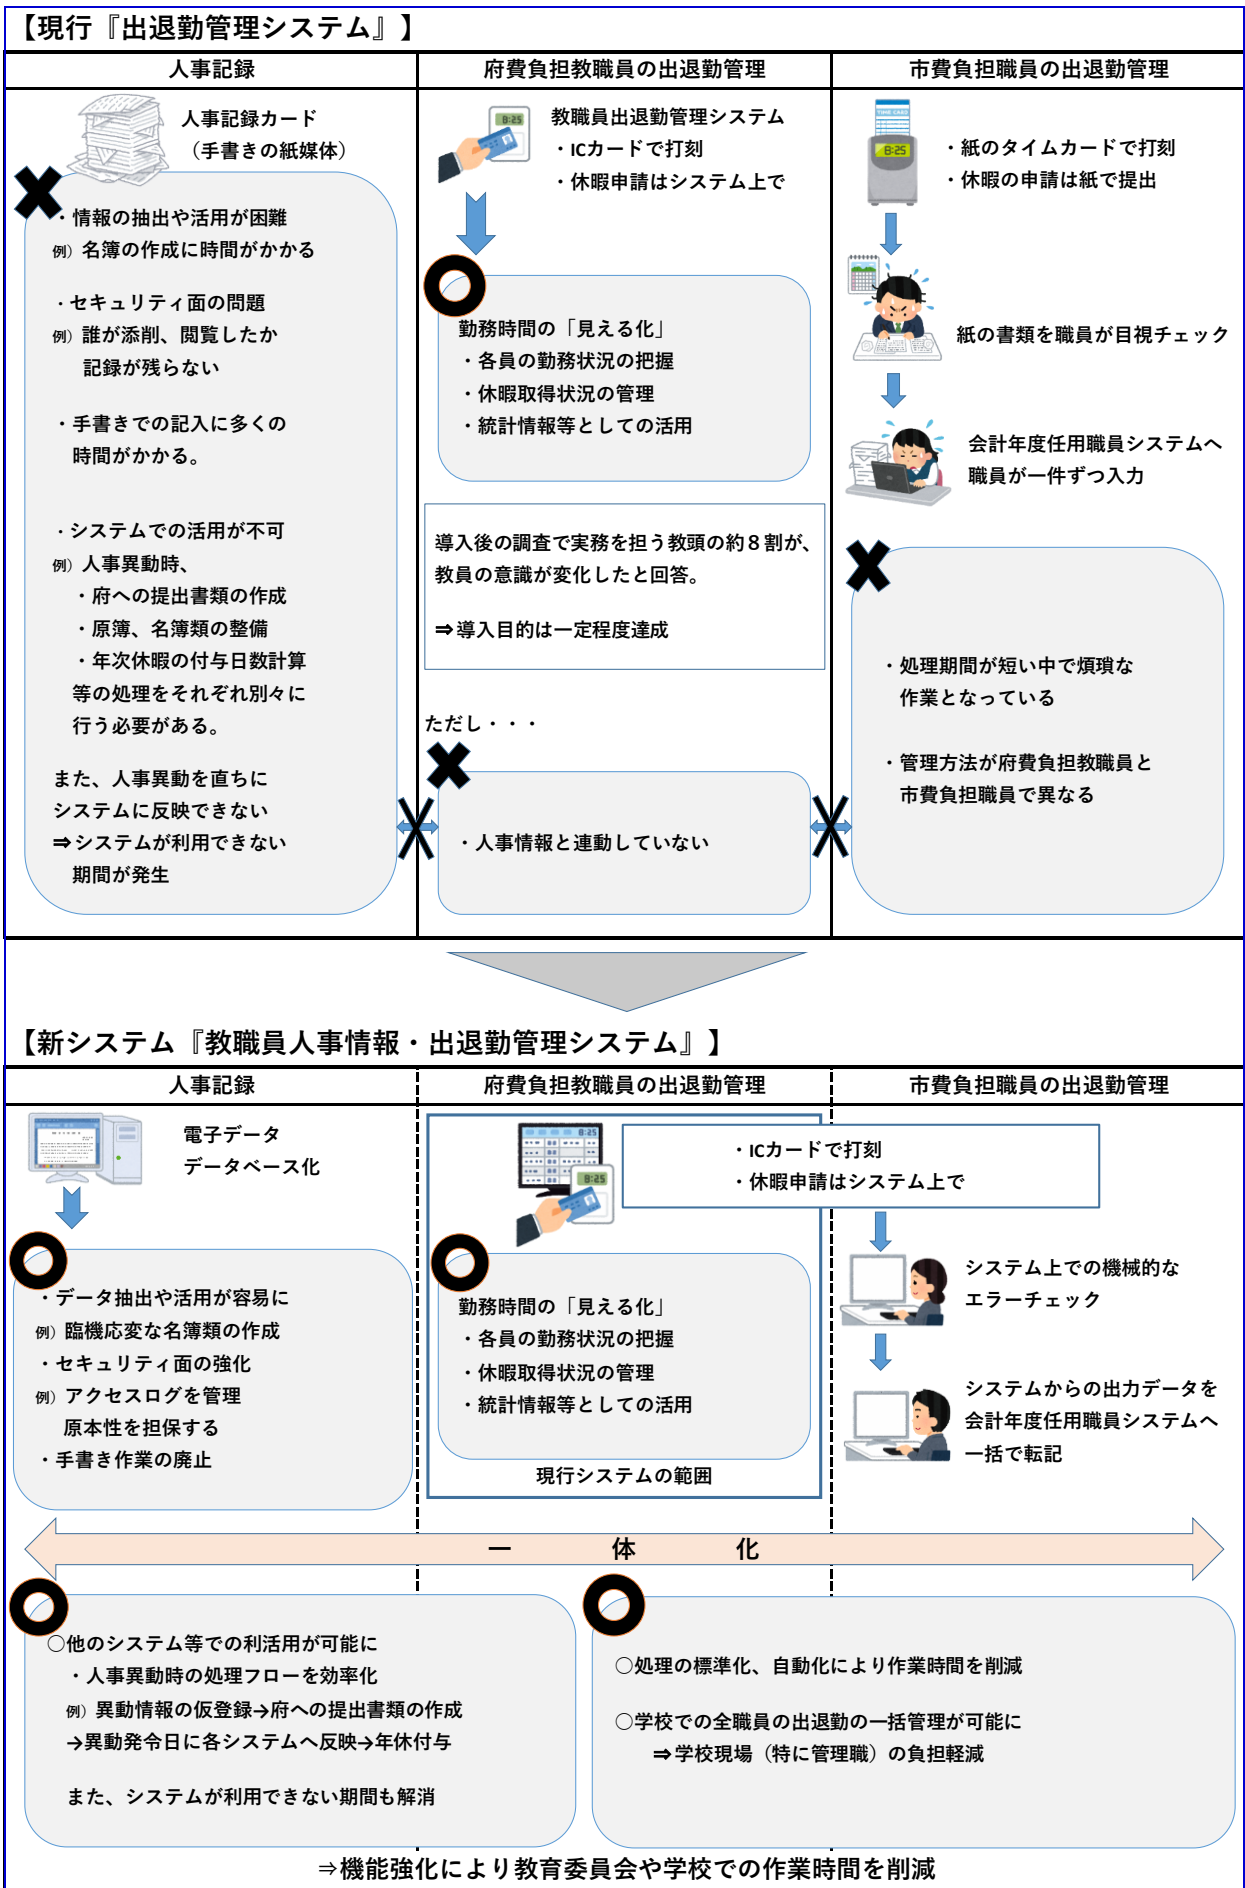 【現行『出退勤管理システム』】
人事記録
人事記録カード
（手書きの紙媒体）
・情報の抽出や活用が困難
例）名簿の作成に時間がかかる
・セキュリティ面の問題
例）誰が添削、閲覧したか
記録が残らない
・手書きでの記入に多くの
時間がかかる。
・システムでの活用が不可
例）人事異動時、
・府への提出書類の作成
・原簿、名簿類の整備
・年次休暇の付与日数計算
等の処理をそれぞれ別々に
行う必要がある。
また、人事異動を直ちに
システムに反映できない
⇒システムが利用できない
期間が発生
府費負担教職員の出退勤管理
8:25
教職員出退勤管理システム
・ICカードで打刻
・休暇申請はシステム上で
勤務時間の「見える化」
・各員の勤務状況の把握
・休暇取得状況の管理
・統計情報等としての活用
導入後の調査で実務を担う教頭の約８割が、
教員の意識が変化したと回答。
⇒導入目的は一定程度達成
ただし・・・
・人事情報と連動していない
市費負担職員の出退勤管理
TIME CARD
8:25
・紙のタイムカードで打刻
・休暇の申請は紙で提出
紙の書類を職員が目視チェック
会計年度任用職員システムへ
職員が一件ずつ入力
・処理期間が短い中で煩瑣な
作業となっている
・管理方法が府費負担教職員と
市費負担職員で異なる
【新システム『教職員人事情報・出退勤管理システム』】
人事記録
電子データ
データベース化
・データ抽出や活用が容易に
例）臨機応変な名簿類の作成
・セキュリティ面の強化
例）アクセスログを管理
原本性を担保する
・手書き作業の廃止
府費負担教職員の出退勤管理
8:25
8:25
・ICカードで打刻
・休暇申請はシステム上で
勤務時間の「見える化」
・各員の勤務状況の把握
・休暇取得状況の管理
・統計情報等としての活用
現行システムの範囲
市費負担職員の出退勤管理
システム上での機械的な
エラーチェック
システムからの出力データを
会計年度任用職員システムへ
一括で転記
一　体　化
○他のシステム等での利活用が可能に
・人事異動時の処理フローを効率化
例）異動情報の仮登録→府への提出書類の作成
→異動発令日に各システムへ反映→年休付与
また、システムが利用できない期間も解消
○処理の標準化、自動化により作業時間を削減
○学校での全職員の出退勤の一括管理が可能に
⇒学校現場（特に管理職）の負担軽減
⇒機能強化により教育委員会や学校での作業時間を削減